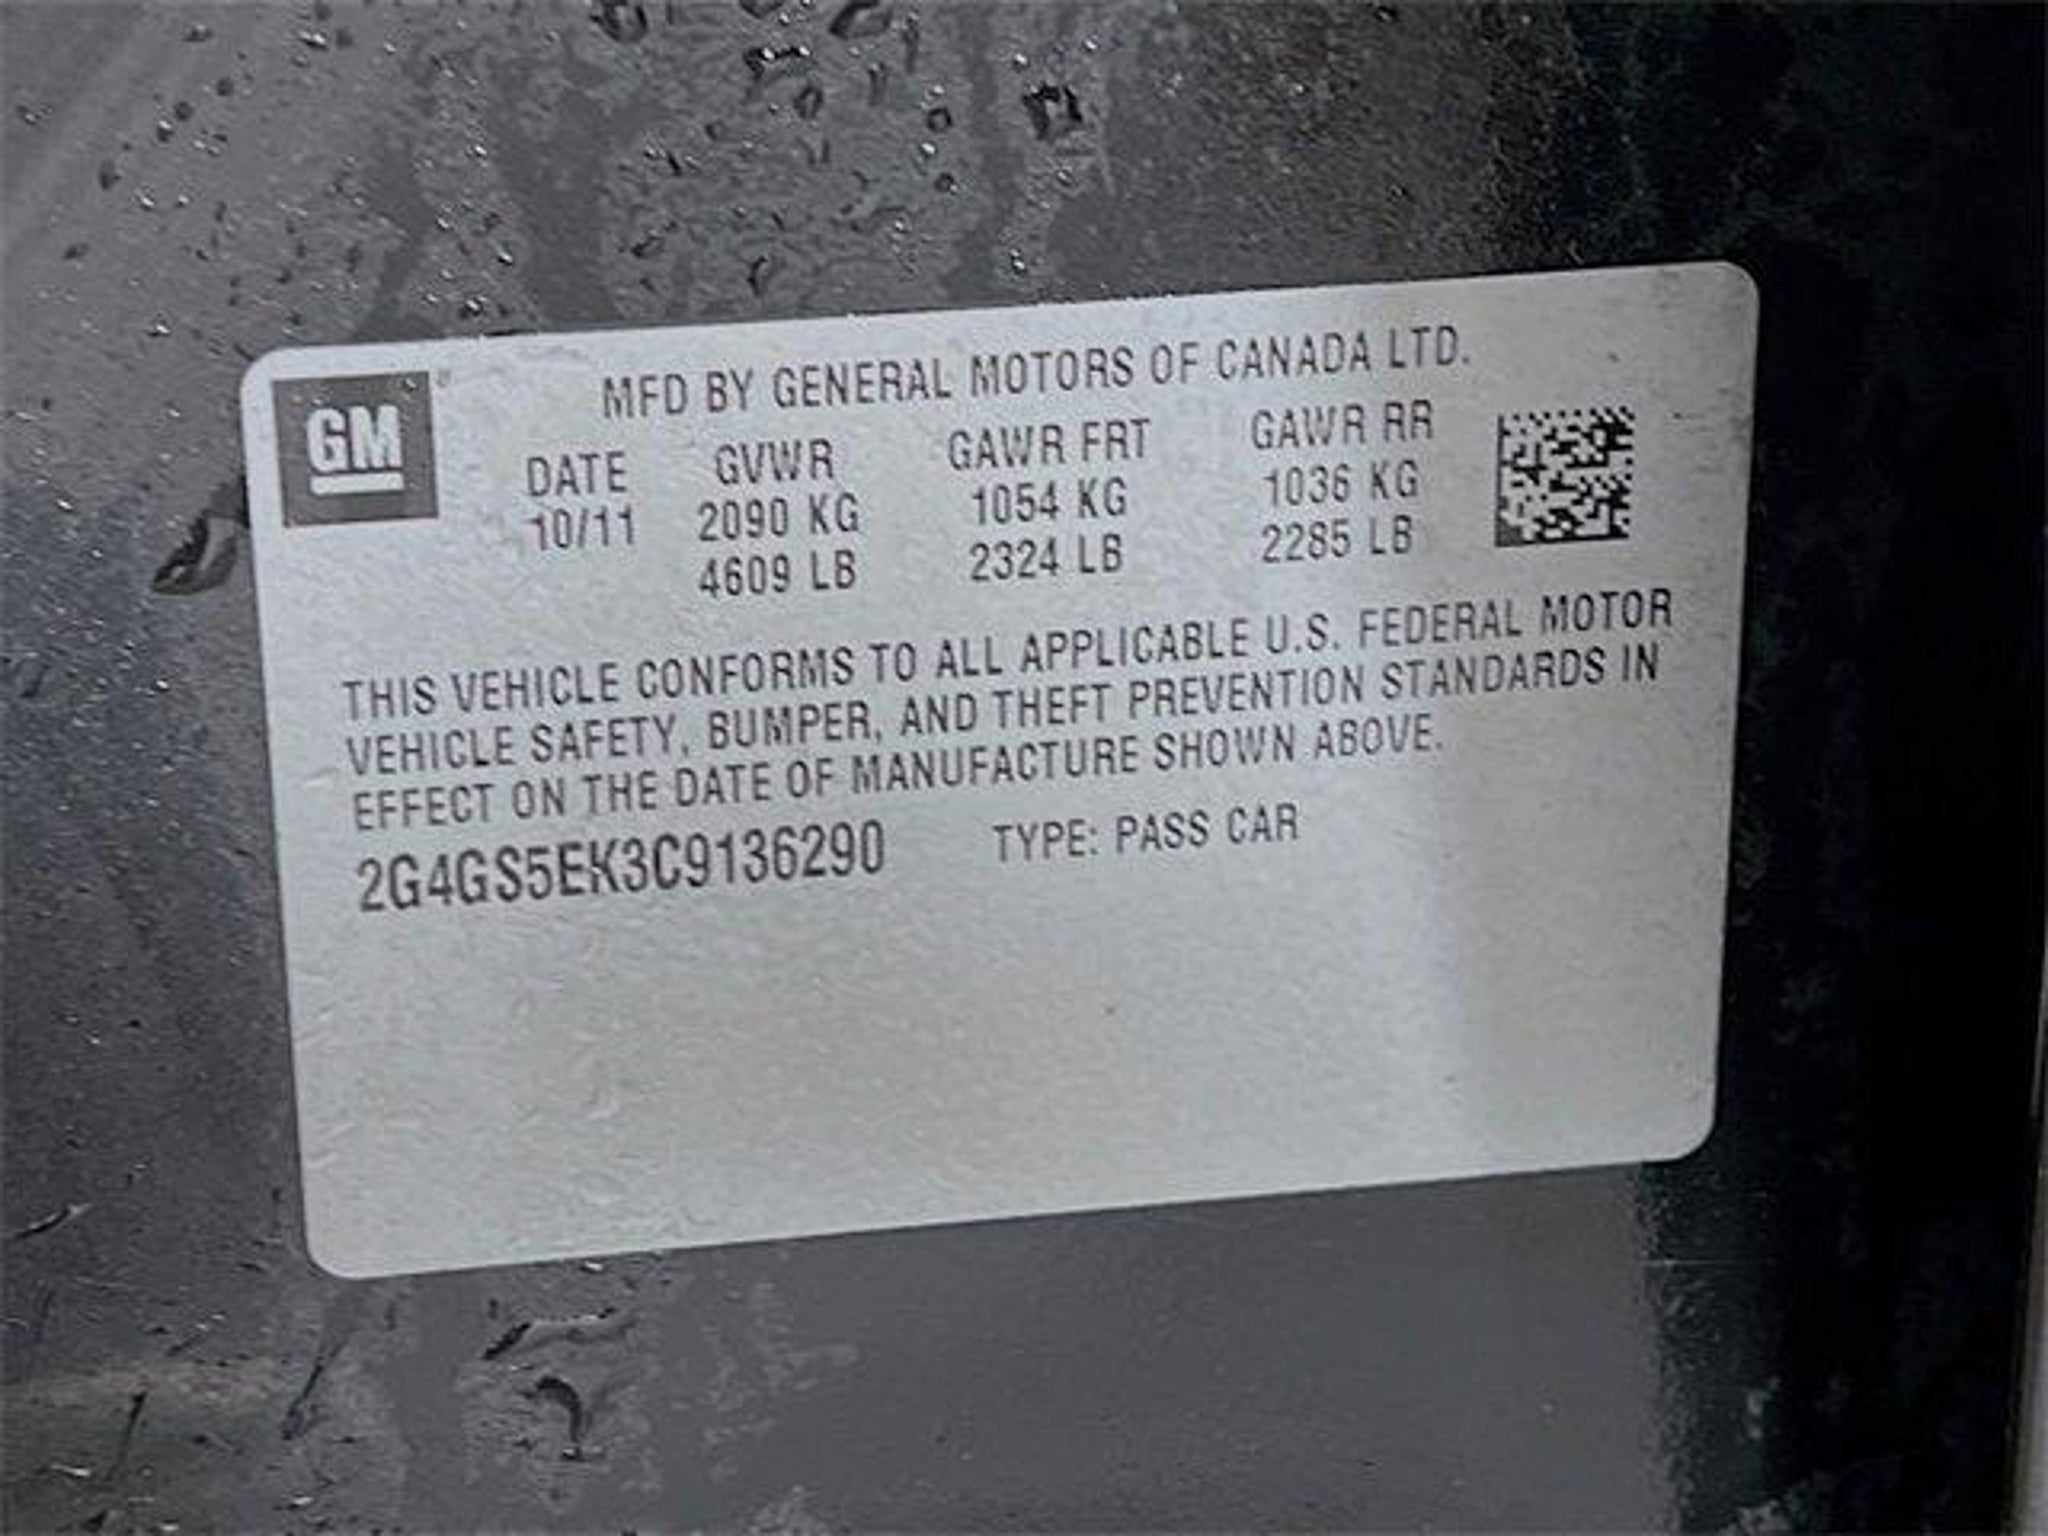 GM
MFD BY GENERAL MOTORS OF CANADA LTD.
DATE GVWR GAWR FRT GAWR RR
10/11 2090 KG 1054 KG 1036 KG
4609 LB 2324 LB 2285 LB
THIS VEHICLE CONFORMS TO ALL APPLICABLE U.S. FEDERAL MOTOR
VEHICLE SAFETY, BUMPER, AND THEFT PREVENTION STANDARDS IN
EFFECT ON THE DATE OF MANUFACTURE SHOWN ABOVE.
2G4GS5EK3C9136290 TYPE: PASS CAR